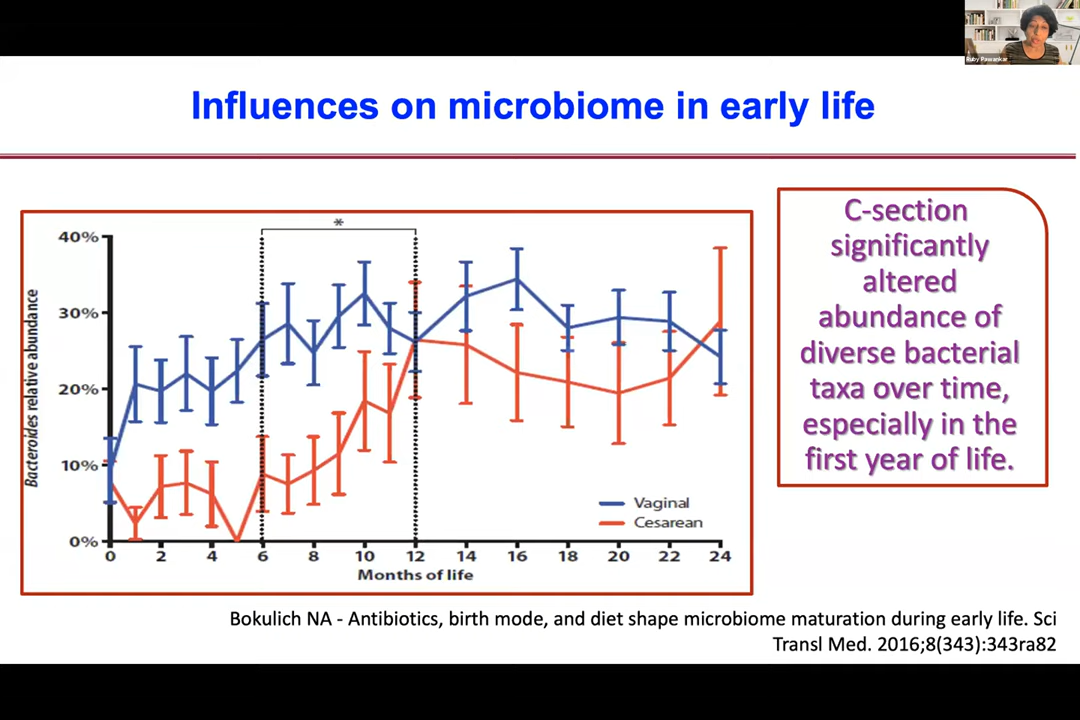 Ruby Pawankar
Influences on microbiome in early life
*
40%
30%
20%
10%
0%
Bacteroides relative abundance
0 2 4 6 8 10 12 14 16 18 20 22 24
Months of life
Vaginal
Cesarean
C-section
significantly
altered
abundance of
diverse bacterial
taxa over time,
especially in the
first year of life.
Bokulich NA - Antibiotics, birth mode, and diet shape microbiome maturation during early life. Sci
Transl Med. 2016;8(343):343ra82